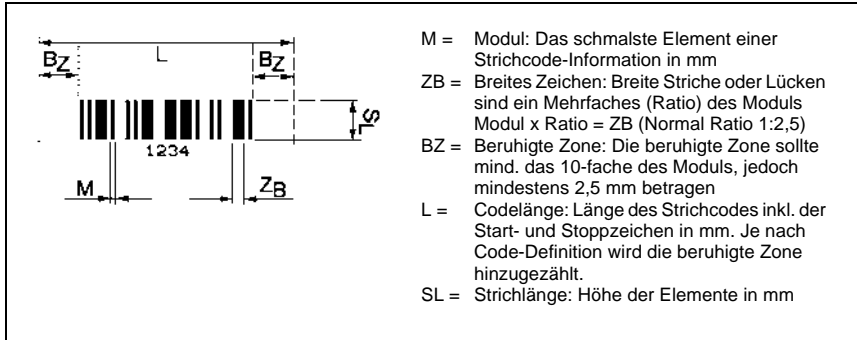 L
BZ
BZ
SL
1234
M
ZB
M = Modul: Das schmalste Element einer
Strichcode-Information in mm
ZB = Breites Zeichen: Breite Striche oder Lücken
sind ein Mehrfaches (Ratio) des Moduls
Modul x Ratio = ZB (Normal Ratio 1:2,5)
BZ = Beruhigte Zone: Die beruhigte Zone sollte
mind. das 10-fache des Moduls, jedoch
mindestens 2,5 mm betragen
L = Codelänge: Länge des Strichcodes inkl. der
Start- und Stoppzeichen in mm. Je nach
Code-Definition wird die beruhigte Zone
hinzugezählt.
SL = Strichlänge: Höhe der Elemente in mm